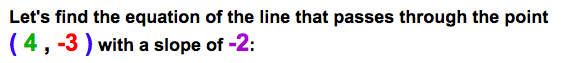 Let's find the equation of the line that passes through the point
( 4 , -3 ) with a slope of -2: